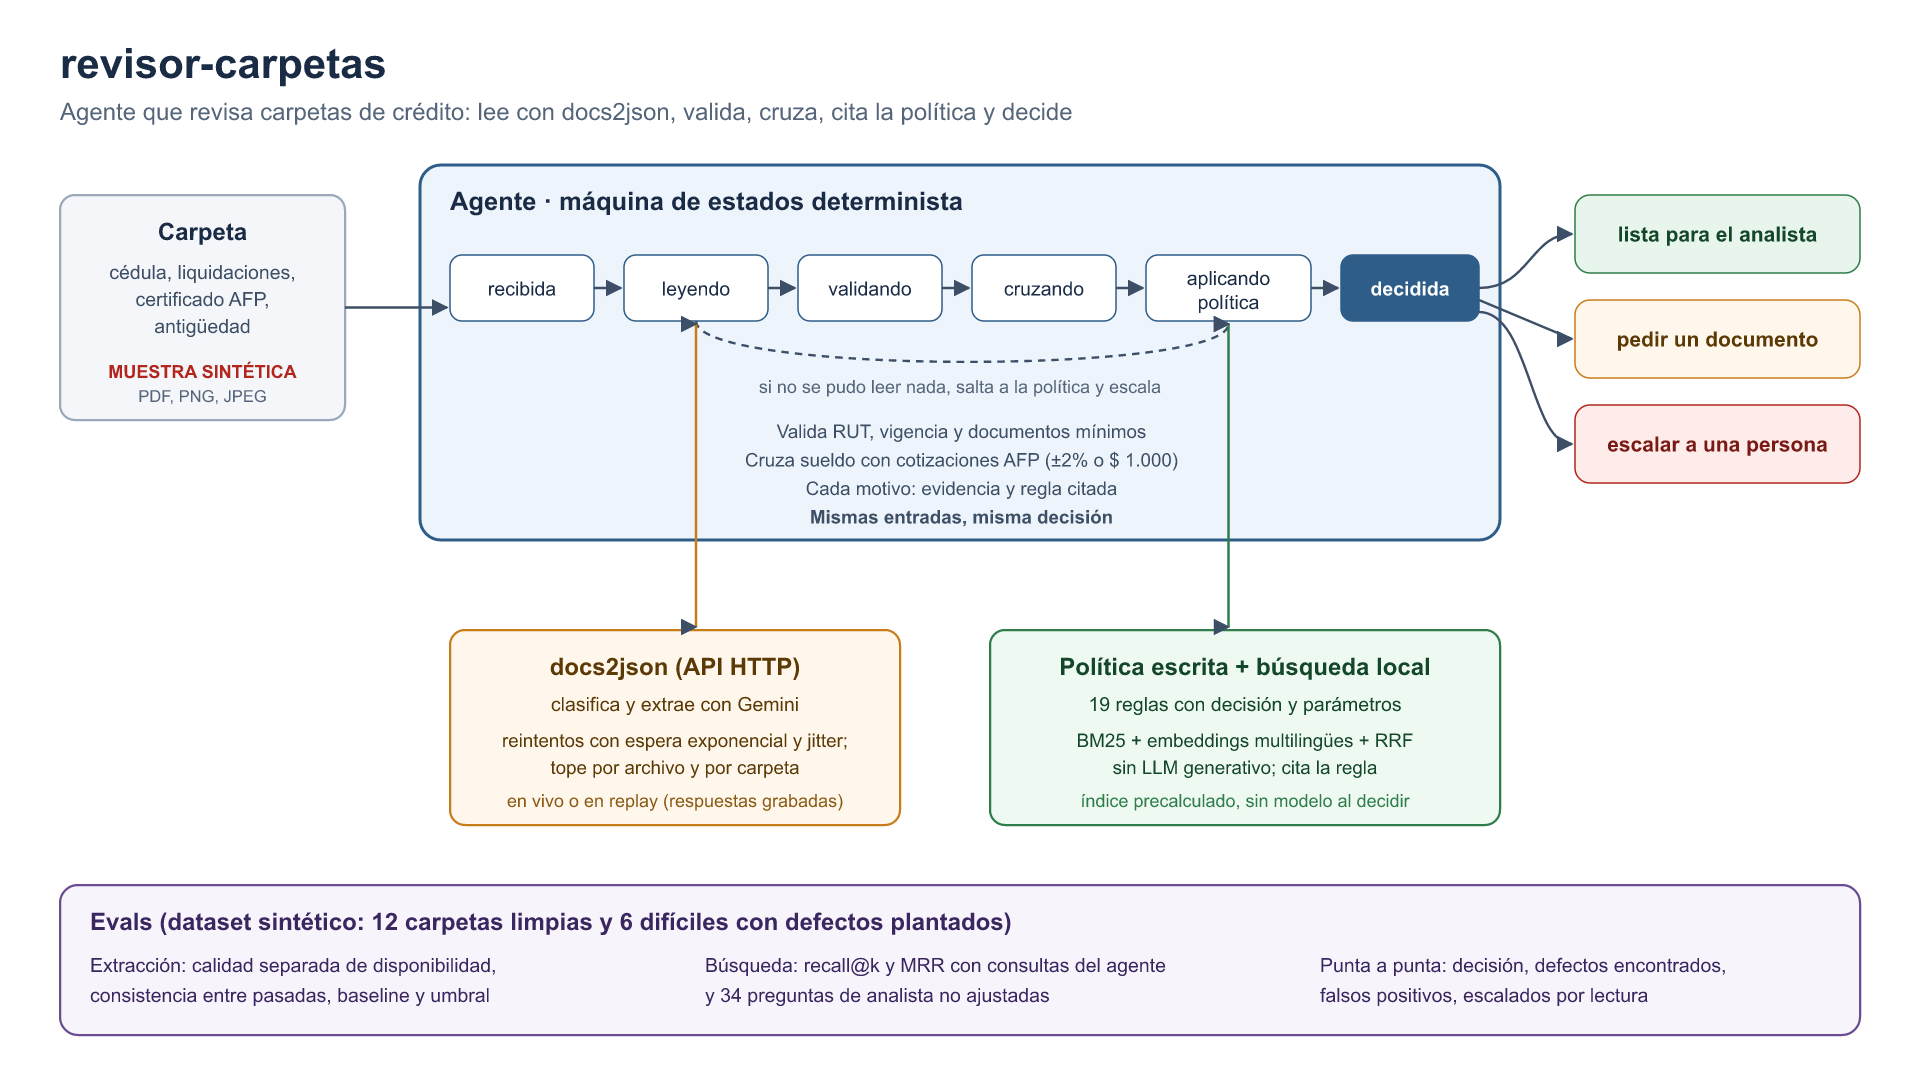 revisor-carpetas
Agente que revisa carpetas de crédito: lee con docs2json, valida, cruza, cita la política y decide
Carpeta
cédula, liquidaciones,
certificado AFP,
antigüedad
MUESTRA SINTÉTICA
PDF, PNG, JPEG
Agente · máquina de estados determinista
recibida
leyendo
validando
cruzando
aplicando
política
decidida
si no se pudo leer nada, salta a la política y escala
Valida RUT, vigencia y documentos mínimos
Cruza sueldo con cotizaciones AFP (±2% o $ 1.000)
Cada motivo: evidencia y regla citada
Mismas entradas, misma decisión
lista para el analista
pedir un documento
escalar a una persona
docs2json (API HTTP)
clasifica y extrae con Gemini
reintentos con espera exponencial y jitter;
tope por archivo y por carpeta
en vivo o en replay (respuestas grabadas)
Política escrita + búsqueda local
19 reglas con decisión y parámetros
BM25 + embeddings multilingües + RRF
sin LLM generativo; cita la regla
índice precalculado, sin modelo al decidir
Evals (dataset sintético: 12 carpetas limpias y 6 difíciles con defectos plantados)
Extracción: calidad separada de disponibilidad,
consistencia entre pasadas, baseline y umbral
Búsqueda: recall@k y MRR con consultas del agente
y 34 preguntas de analista no ajustadas
Punta a punta: decisión, defectos encontrados,
falsos positivos, escalados por lectura